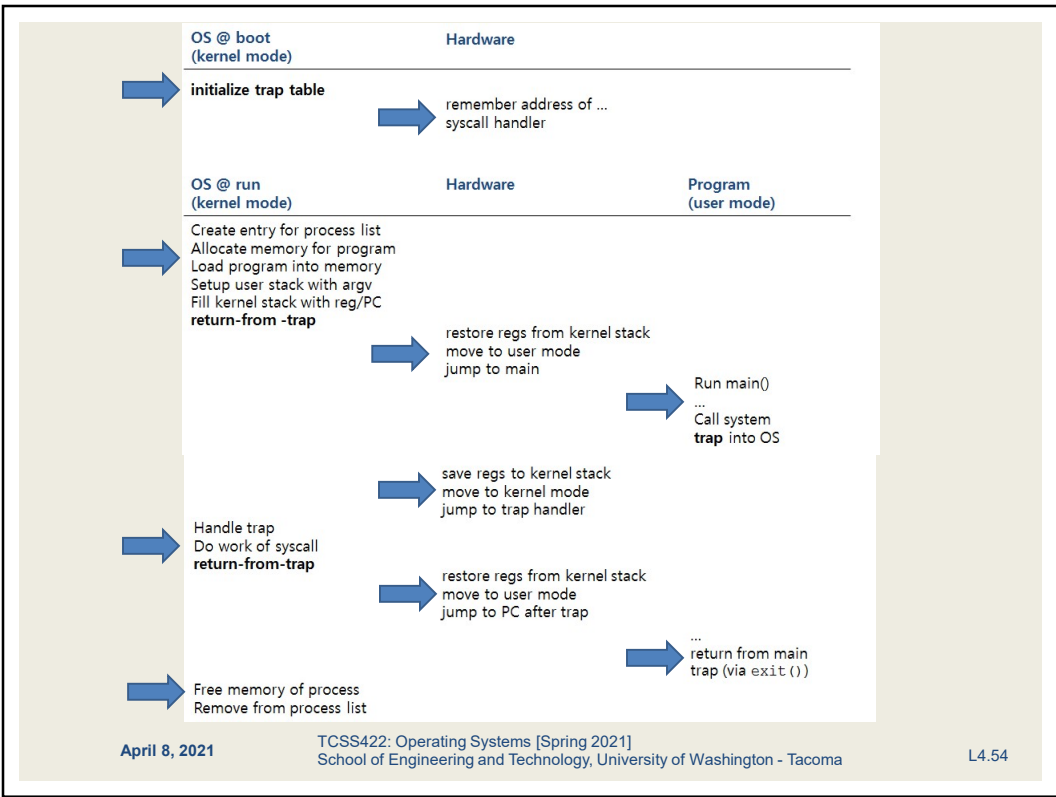 OS @ boot
(kernel mode)
Hardware
initialize trap table
remember address of ...
syscall handler
OS @ run
(kernel mode)
Hardware
Program
(user mode)
Create entry for process list
Allocate memory for program
Load program into memory
Setup user stack with argv
Fill kernel stack with reg/PC
return-from -trap
restore regs from kernel stack
move to user mode
jump to main
Run main()
...
Call system
trap into OS
save regs to kernel stack
move to kernel mode
jump to trap handler
Handle trap
Do work of syscall
return-from-trap
restore regs from kernel stack
move to user mode
jump to PC after trap
...
return from main
trap (via exit())
Free memory of process
Remove from process list
April 8, 2021
TCSS422: Operating Systems [Spring 2021]
School of Engineering and Technology, University of Washington - Tacoma
L4.54